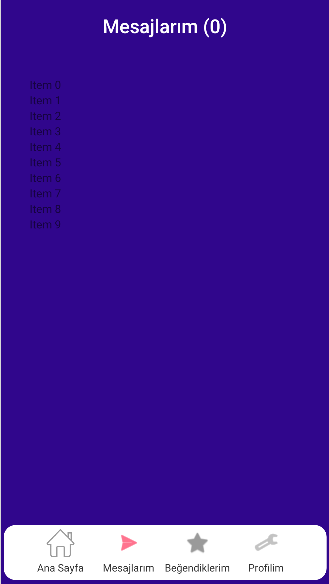 Mesajlarım (0)
Item 0
Item 1
Item 2
Item 3
Item 4
Item 5
Item 6
Item 7
Item 8
Item 9
Ana Sayfa Mesajlarım Beğendiklerim Profilim